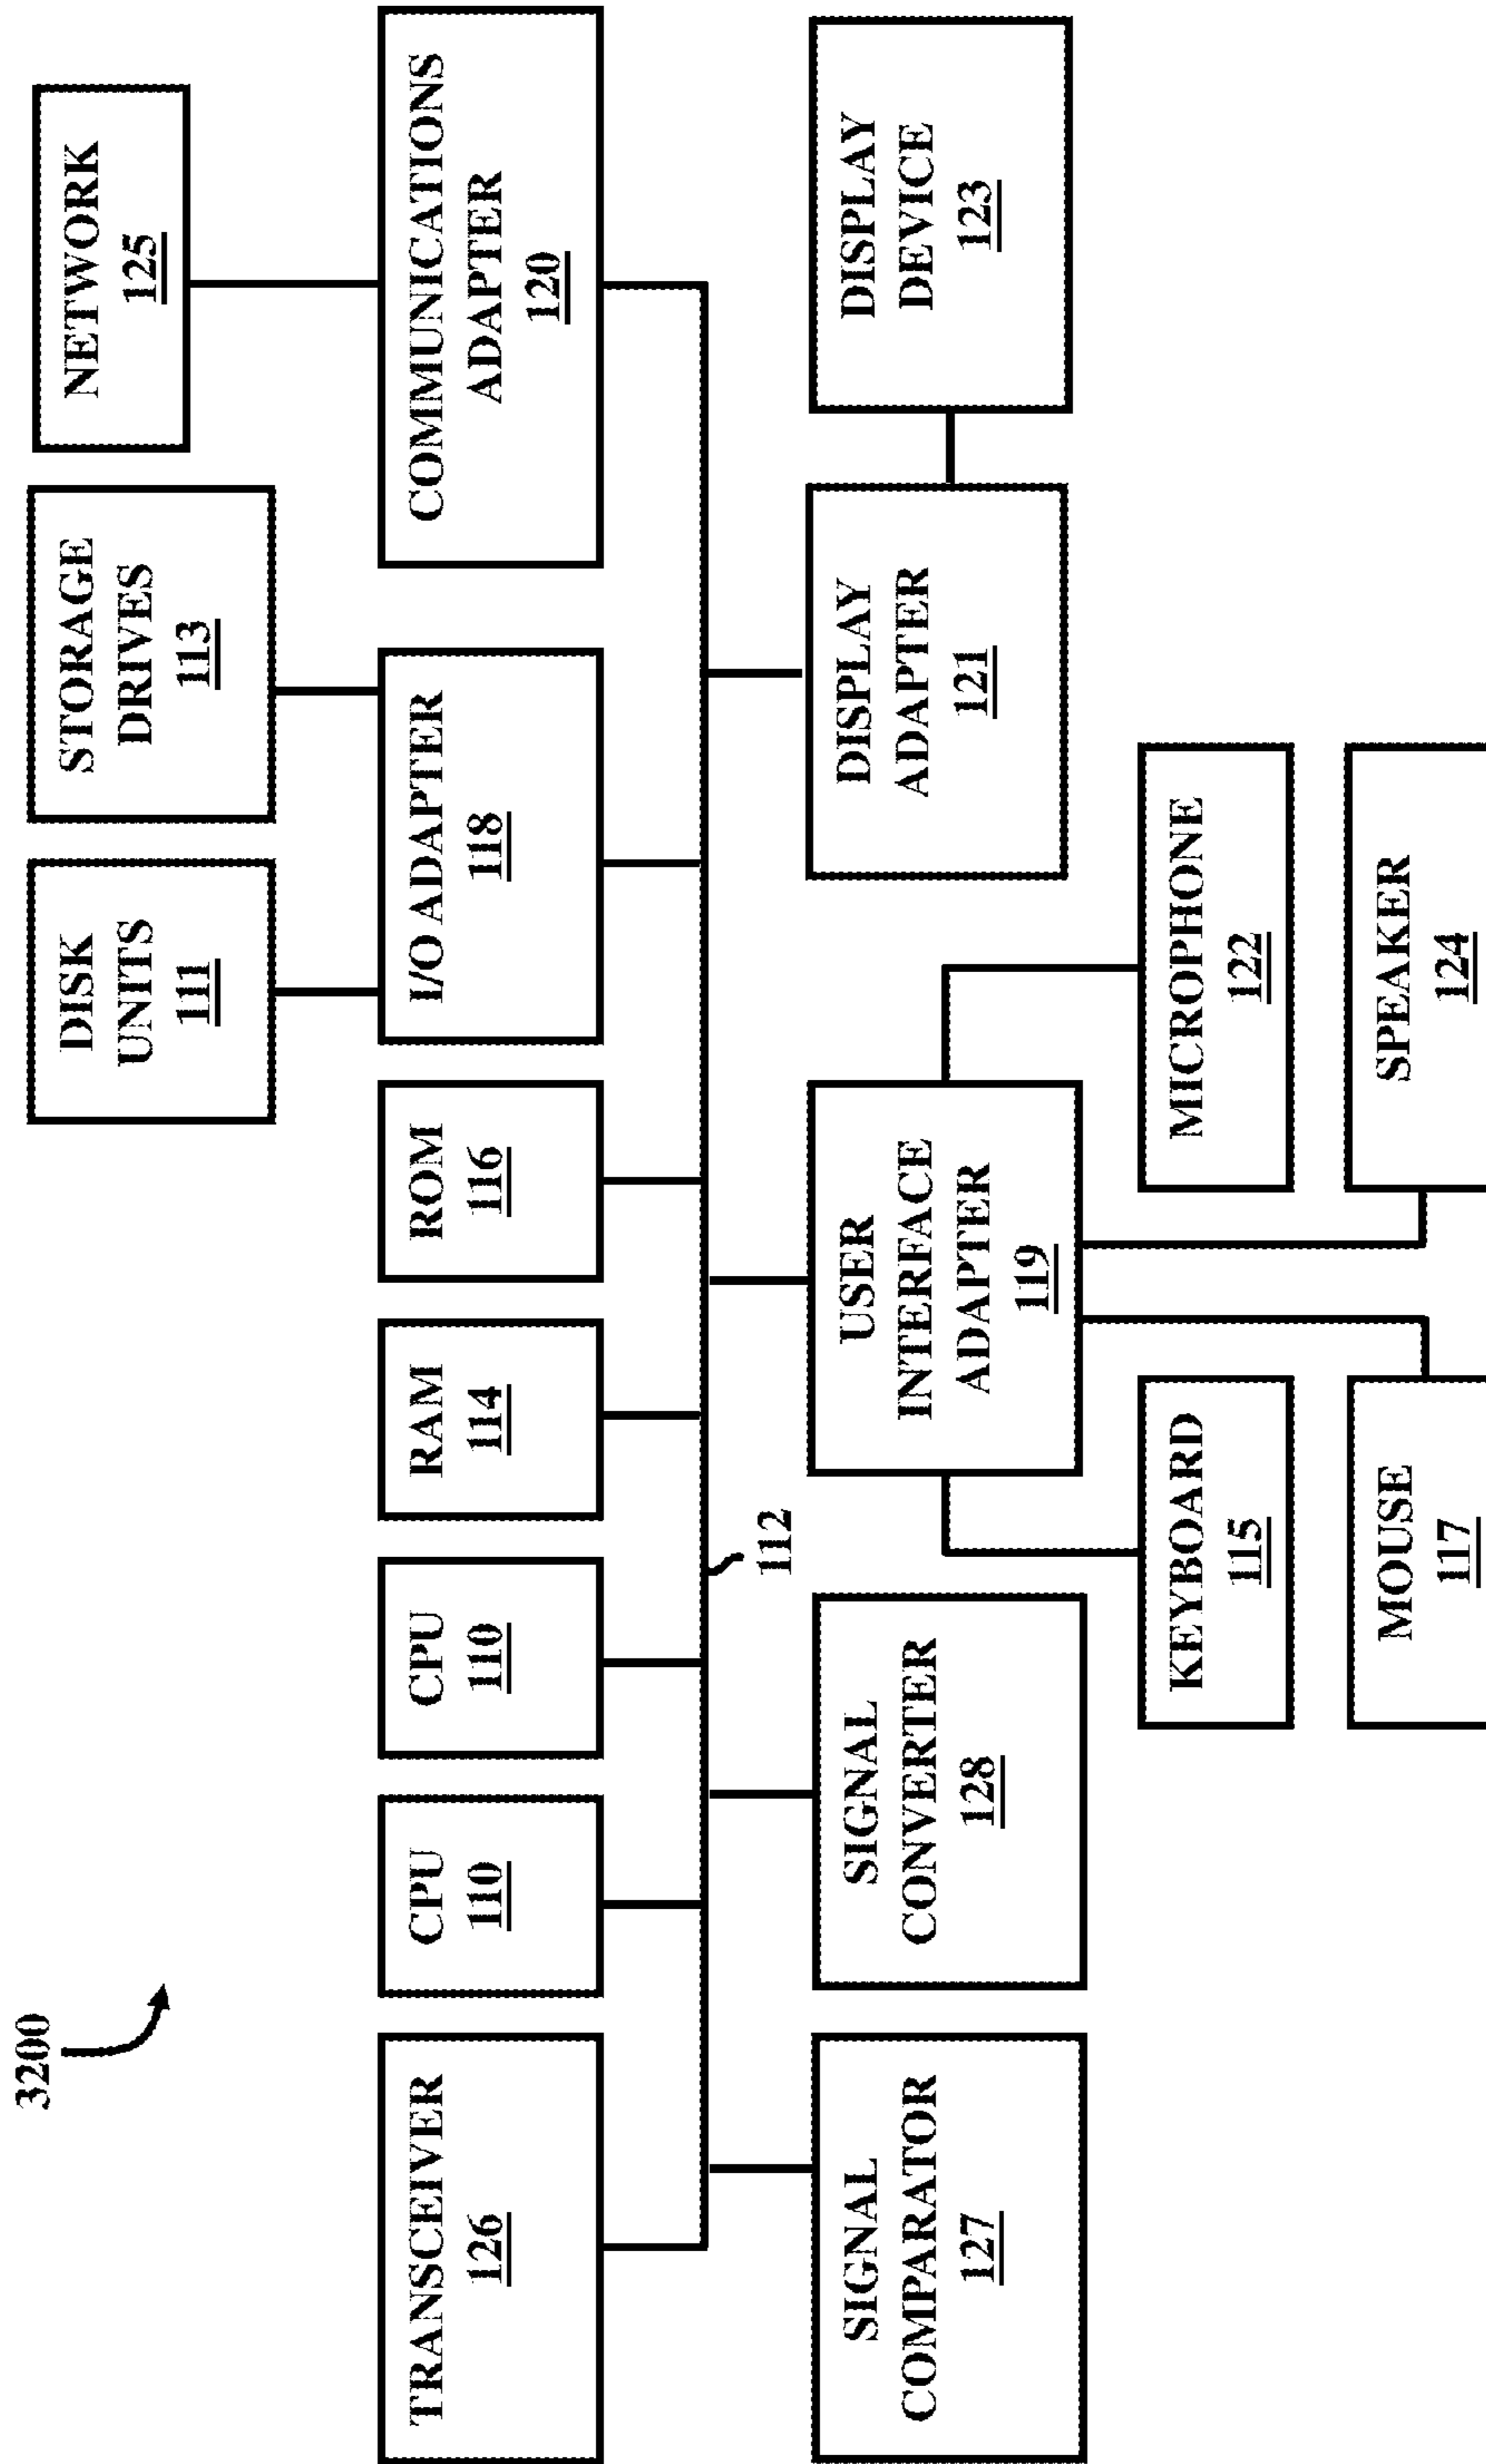 3200
DISK
UNITS
111
STORAGE
DRIVES
113
NETWORK
125
TRANSCEIVER
126
CPU
110
CPU
110
RAM
114
ROM
116
I/O ADAPTER
118
COMMUNICATIONS
ADAPTER
120
112
SIGNAL
COMPARATOR
127
SIGNAL
CONVERTER
128
USER
INTERFACE
ADAPTER
119
DISPLAY
ADAPTER
121
DISPLAY
DEVICE
123
KEYBOARD
115
MICROPHONE
122
MOUSE
117
SPEAKER
124